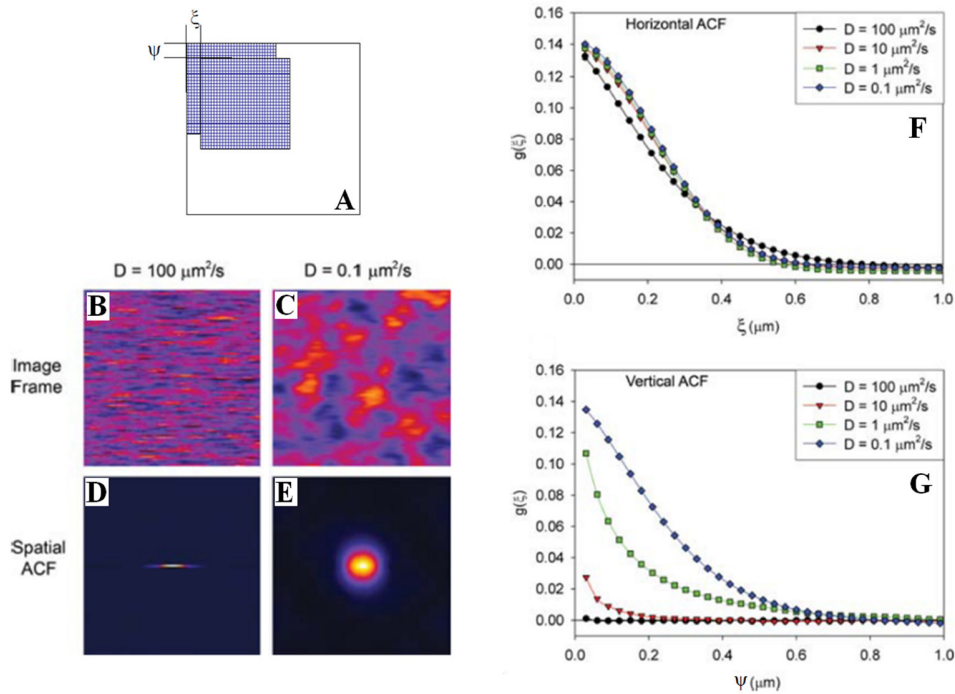 ξ
ψ
A
D = 100 μm²/s
D = 0.1 μm²/s
Image
Frame
B
C
Spatial
ACF
D
E
Horizontal ACF
D = 100 μm²/s
D = 10 μm²/s
D = 1 μm²/s
D = 0.1 μm²/s
F
g(ξ)
0.16
0.14
0.12
0.10
0.08
0.06
0.04
0.02
0.00
0.0
0.2
0.4
0.6
0.8
1.0
ξ (μm)
Vertical ACF
D = 100 μm²/s
D = 10 μm²/s
D = 1 μm²/s
D = 0.1 μm²/s
G
g(ξ)
0.16
0.14
0.12
0.10
0.08
0.06
0.04
0.02
0.00
0.0
0.2
0.4
0.6
0.8
1.0
ψ (μm)